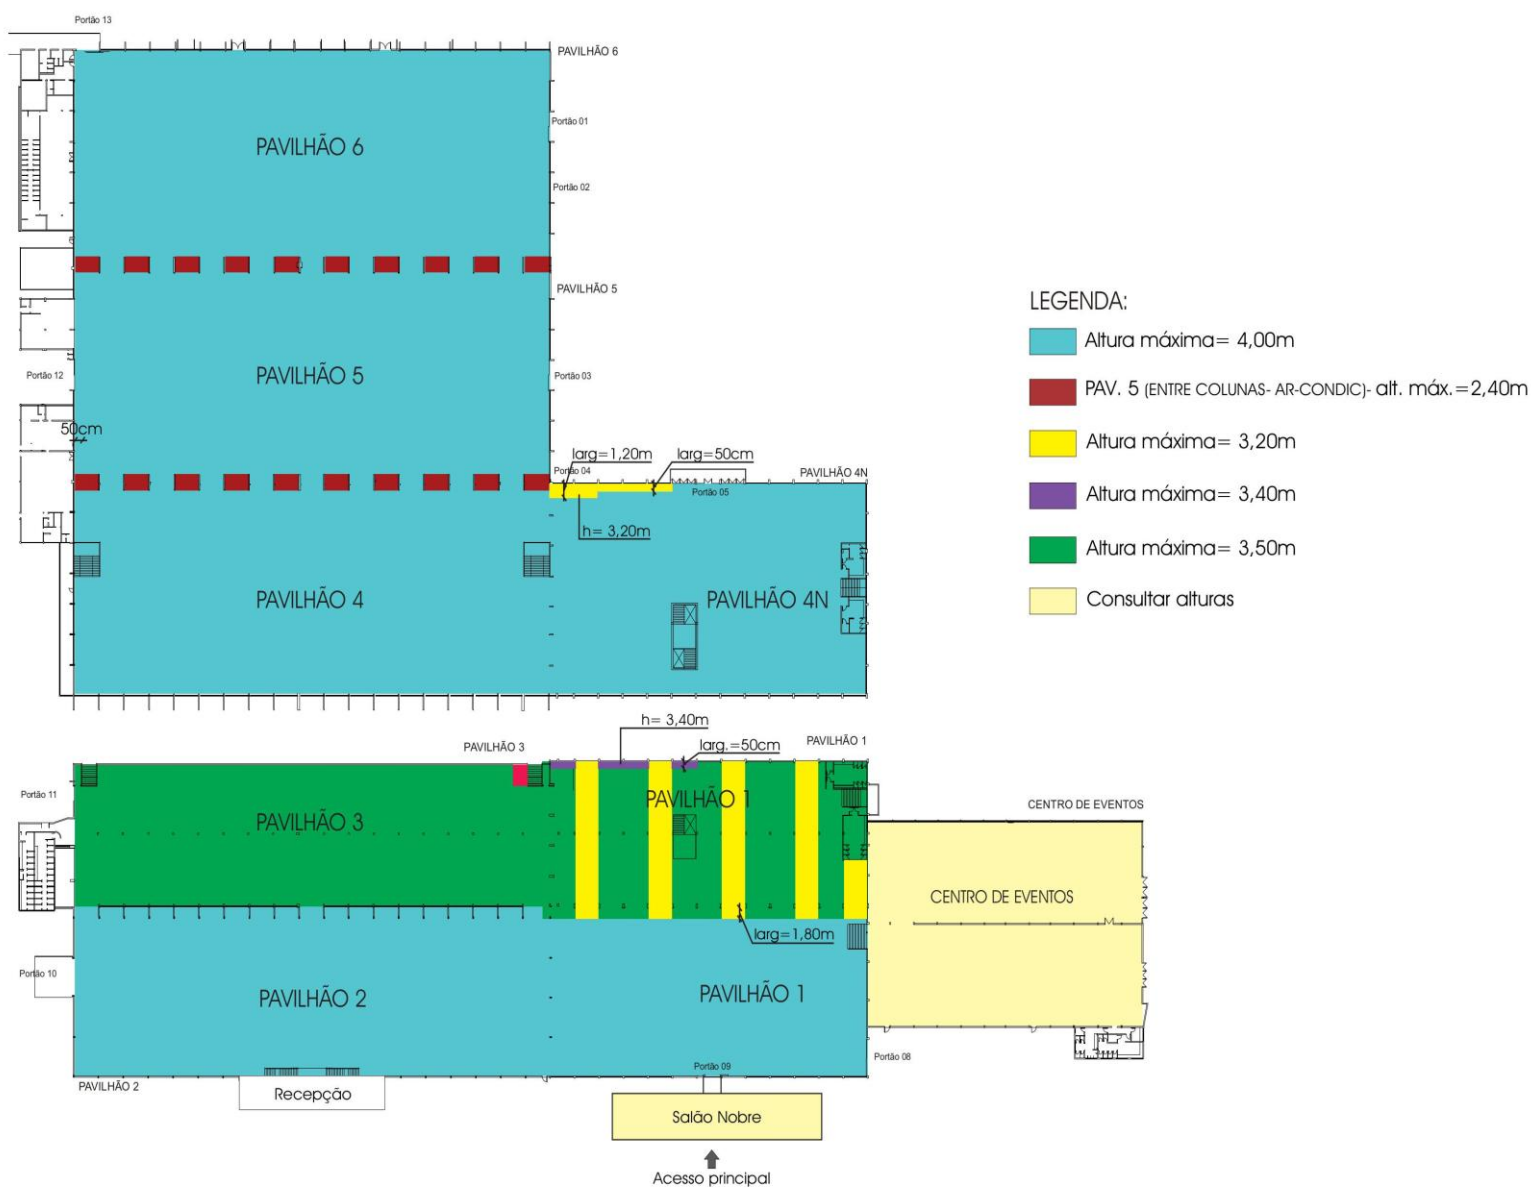 Portão 13
PAVILHÃO 6
Portão 01
PAVILHÃO 6
Portão 02
PAVILHÃO 5
PAVILHÃO 5
Portão 12
Portão 03
50cm
larg=1,20m
larg=50cm
Portão 04
PAVILHÃO 4N
Portão 05
h= 3,20m
PAVILHÃO 4
PAVILHÃO 4N
LEGENDA:
Altura máxima= 4,00m
PAV. 5 (ENTRE COLUNAS- AR-CONDIC)- alt. máx.=2,40m
Altura máxima= 3,20m
Altura máxima= 3,40m
Altura máxima= 3,50m
Consultar alturas
h= 3,40m
PAVILHÃO 3
larg.=50cm
PAVILHÃO 1
Portão 11
PAVILHÃO 1
PAVILHÃO 3
CENTRO DE EVENTOS
CENTRO DE EVENTOS
larg=1,80m
Portão 10
PAVILHÃO 2
PAVILHÃO 1
Portão 08
Portão 09
PAVILHÃO 2
Recepção
Salão Nobre
Acesso principal